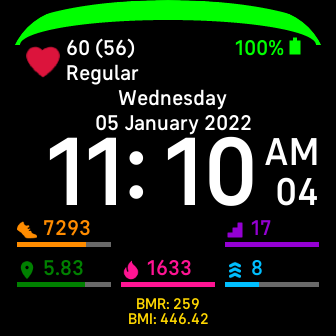 60 (56)
100%
Regular
Wednesday
05 January 2022
11:10 AM
04
7293
17
5.83
1633
8
BMR: 259
BMI: 446.42